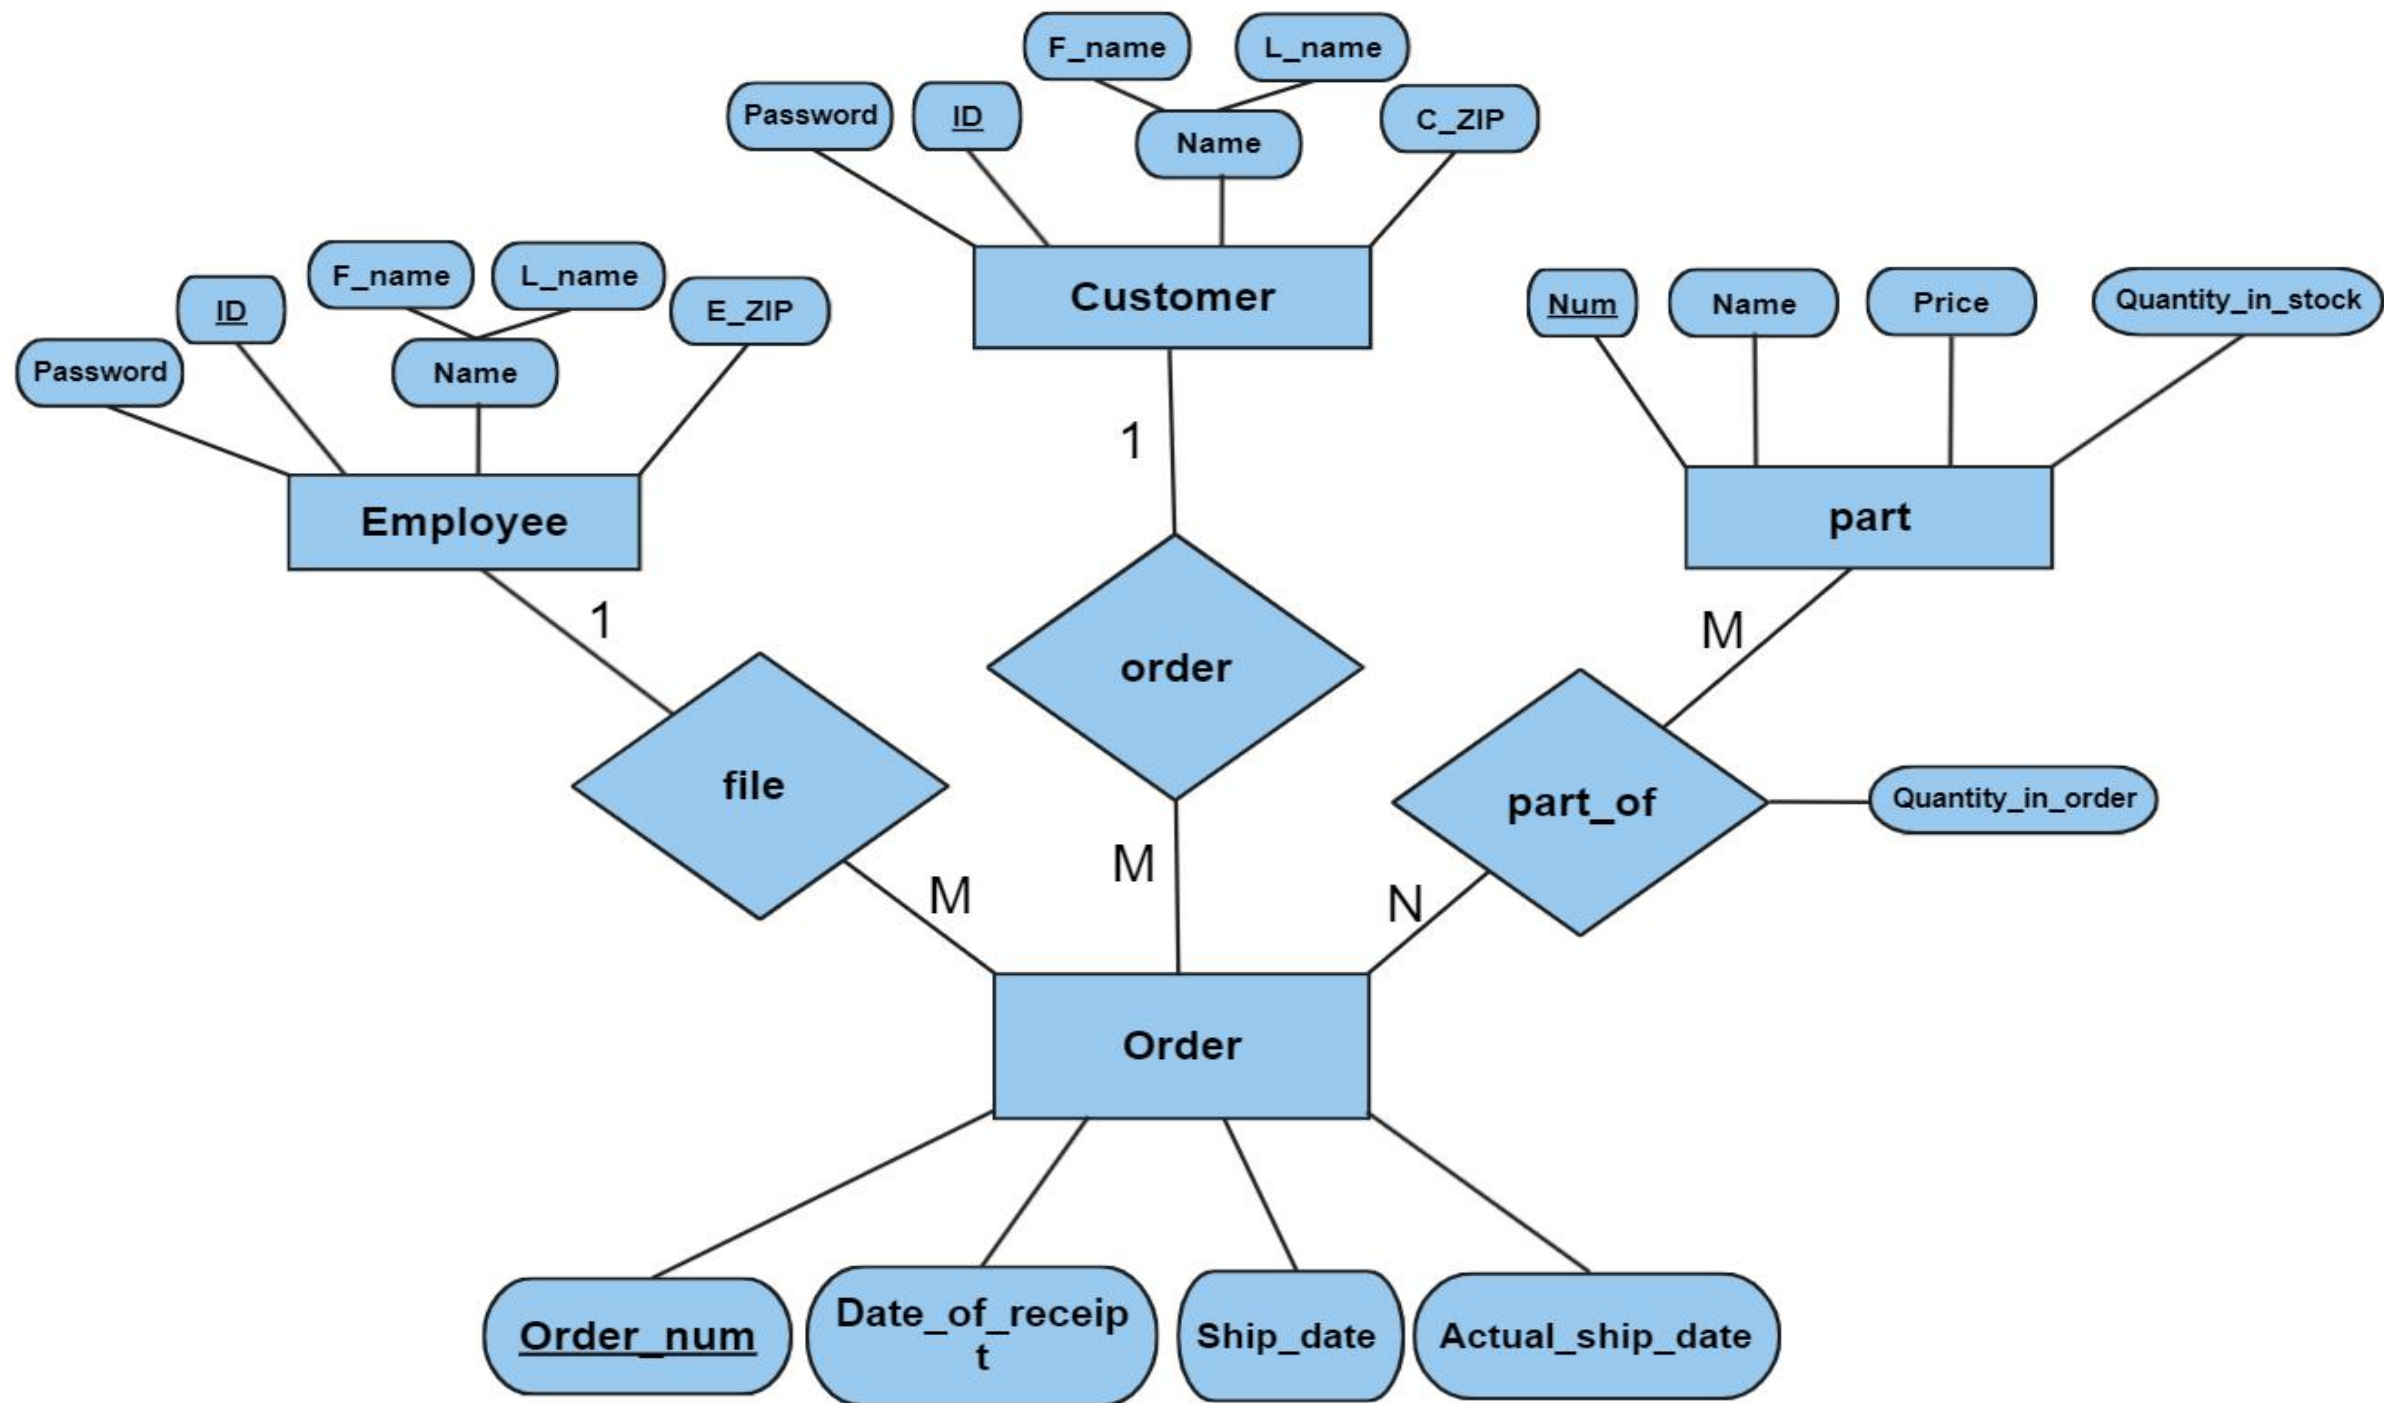 F_name
L_name
Password
ID
Name
C_ZIP
Customer
F_name
L_name
ID
E_ZIP
Password
Name
Employee
Num
Name
Price
Quantity_in_stock
part
1
1
M
order
file
part_of
Quantity_in_order
M
M
N
Order
Order_num
Date_of_receip
t
Ship_date
Actual_ship_date